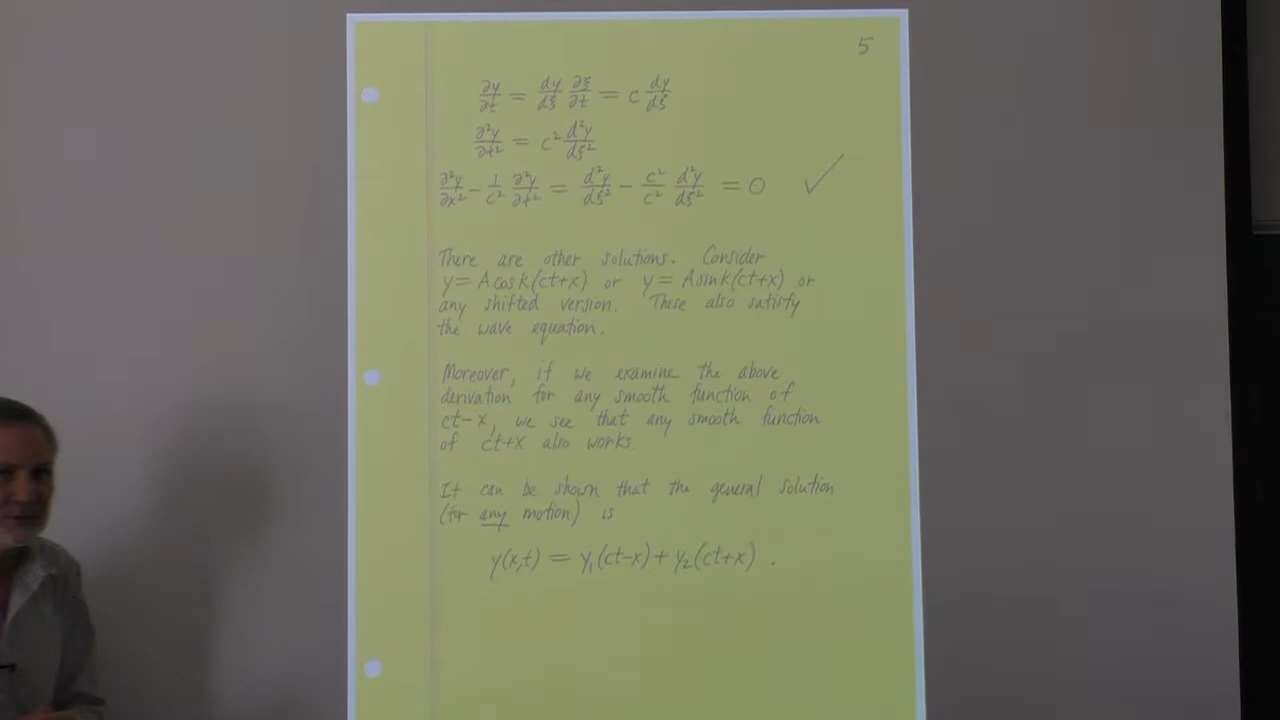 5
∂y/∂t = dy/dξ ∂ξ/∂t = c dy/dξ
∂²y/∂t² = c² d²y/dξ²
∂²y/∂x² - 1/c² ∂²y/∂t² = d²y/dξ² - c²/c² d²y/dξ² = 0 ✓
There are other solutions. Consider
y = A cos k(ct+x) or y = A sin k(ct+x) or
any shifted version. These also satisfy
the wave equation.
Moreover, if we examine the above
derivation for any smooth function of
ct-x, we see that any smooth function
of ct+x also works.
It can be shown that the general solution
(for any motion) is
y(x,t) = y₁(ct-x) + y₂(ct+x) .